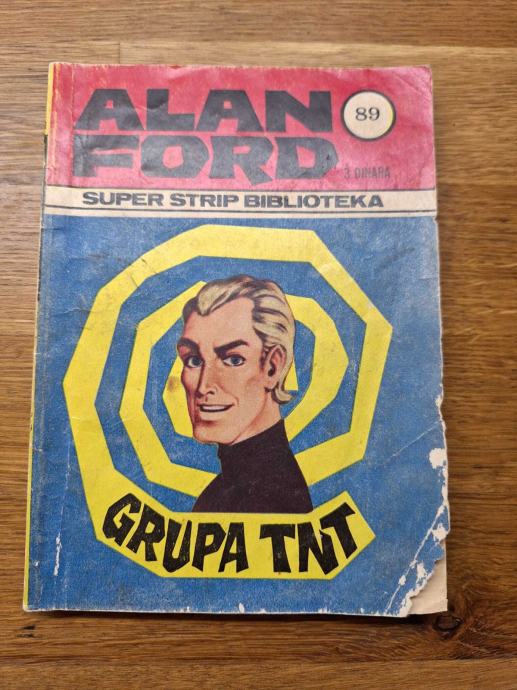 ALAN
FORD
89
3 DINARA
SUPER STRIP BIBLIOTEKA
GRUPA TNT